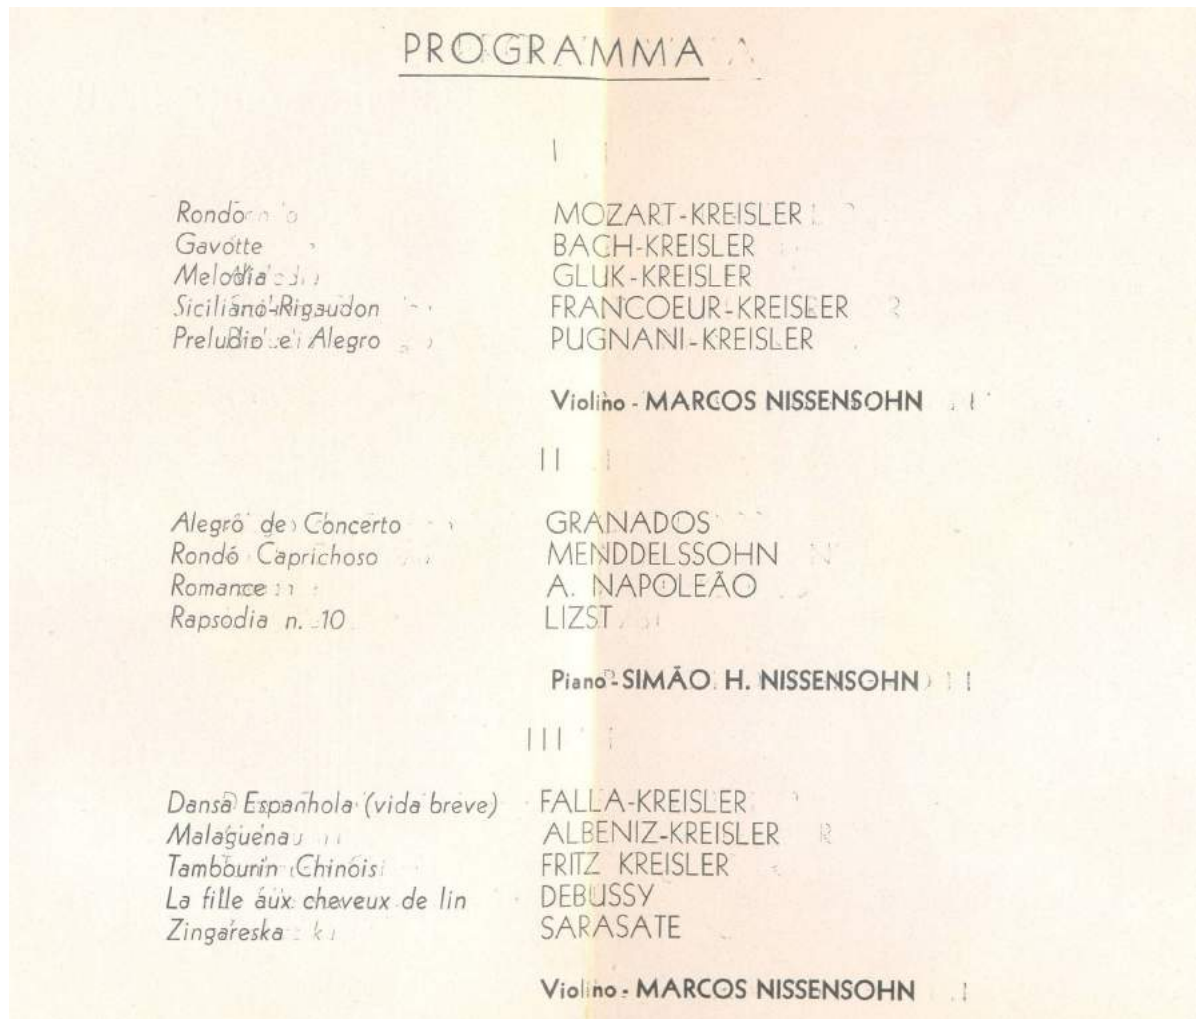 PROGRAMMA
I
Rondó MOZART-KREISLER
Gavotte BACH-KREISLER
Melodia GLUK-KREISLER
Siciliano-Rigaudon FRANCOEUR-KREISLER
Preludio e Alegro PUGNANI-KREISLER
Violino - MARCOS NISSENSOHN
II
Alegro de Concerto GRANADOS
Rondó Caprichoso MENDDELSSOHN
Romance A. NAPOLEÃO
Rapsodia n. 10 LIZST
Piano - SIMÃO H. NISSENSOHN
III
Dansa Espanhola (vida breve) FALLA-KREISLER
Malaguena ALBENIZ-KREISLER
Tambourin Chinois FRITZ KREISLER
La fille aux cheveux de lin DEBUSSY
Zingareska SARASATE
Violino - MARCOS NISSENSOHN